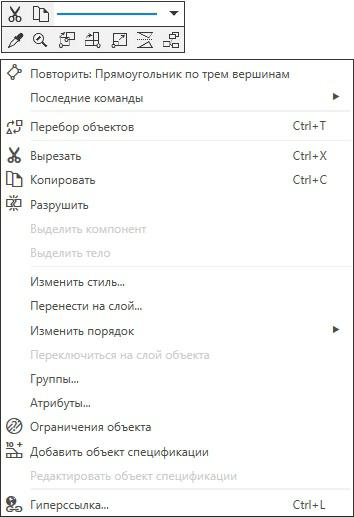 Повторить: Прямоугольник по трем вершинам
Последние команды
Перебор объектов Ctrl+T
Вырезать Ctrl+X
Копировать Ctrl+C
Разрушить
Выделить компонент
Выделить тело
Изменить стиль...
Перенести на слой...
Изменить порядок
Переключиться на слой объекта
Группы...
Атрибуты...
Ограничения объекта
10 + Добавить объект спецификации
Редактировать объект спецификации
Гиперссылка... Ctrl+L